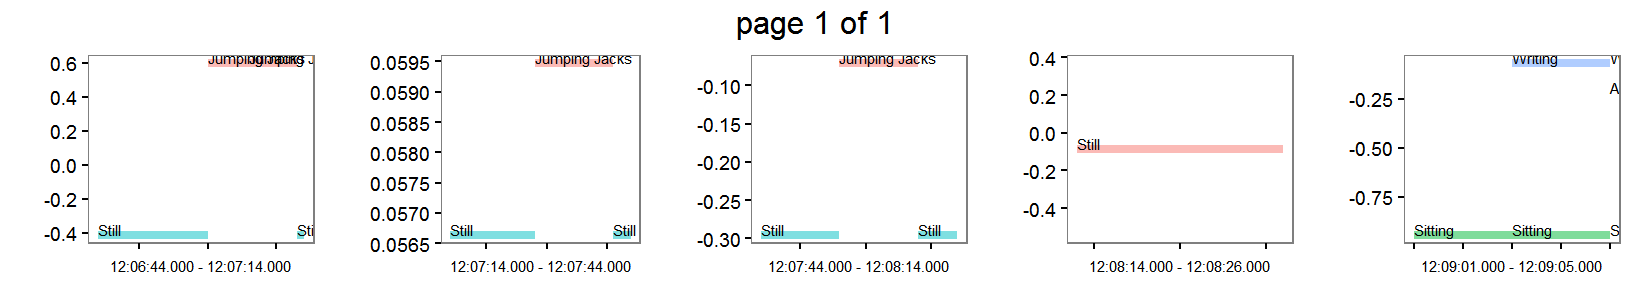 page 1 of 1
0.6
0.4
0.2
0.0
-0.2
-0.4
Jumping Jacks
Still
12:06:44.000 - 12:07:14.000
0.0595
0.0590
0.0585
0.0580
0.0575
0.0570
0.0565
Jumping Jacks
Still Still
12:07:14.000 - 12:07:44.000
-0.10
-0.15
-0.20
-0.25
-0.30
Jumping Jacks
Still Still
12:07:44.000 - 12:08:14.000
0.4
0.2
0.0
-0.2
-0.4
Still
12:08:14.000 - 12:08:26.000
-0.25
-0.50
-0.75
Writing
A
Sitting Sitting S
12:09:01.000 - 12:09:05.000